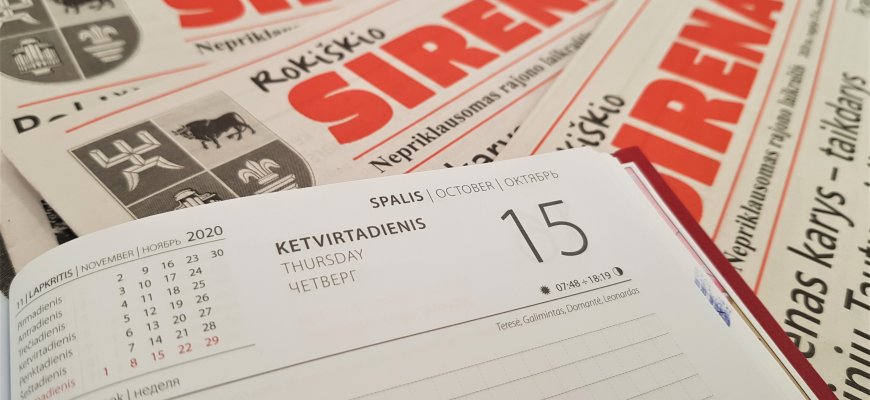 SIRENA
Nepriklau
Rokiškio
SIRENA
Nepriklausomas rajono laikraštis
SIRENA
Rokiškio
Nepriklausomas rajonų laikraštis
enas karys – taikdarys
SPALIS | OCTOBER | ОКТЯБРЬ
KETVIRTADIENIS
THURSDAY
ЧЕТВЕРГ
15
07:48 ÷ 18:19
Teresė, Galimintas, Domantė, Leonardas
11 | LAPKRITIS | NOVEMBER | НОЯБРЬ 2020
Pirmadienis 2 9 16 23 30
Antradienis 3 10 17 24
Trečiadienis 4 11 18 25
Ketvirtadienis 5 12 19 26
Penktadienis 6 13 20 27
Šeštadienis 7 14 21 28
adienis 1 8 15 22 29
неделя